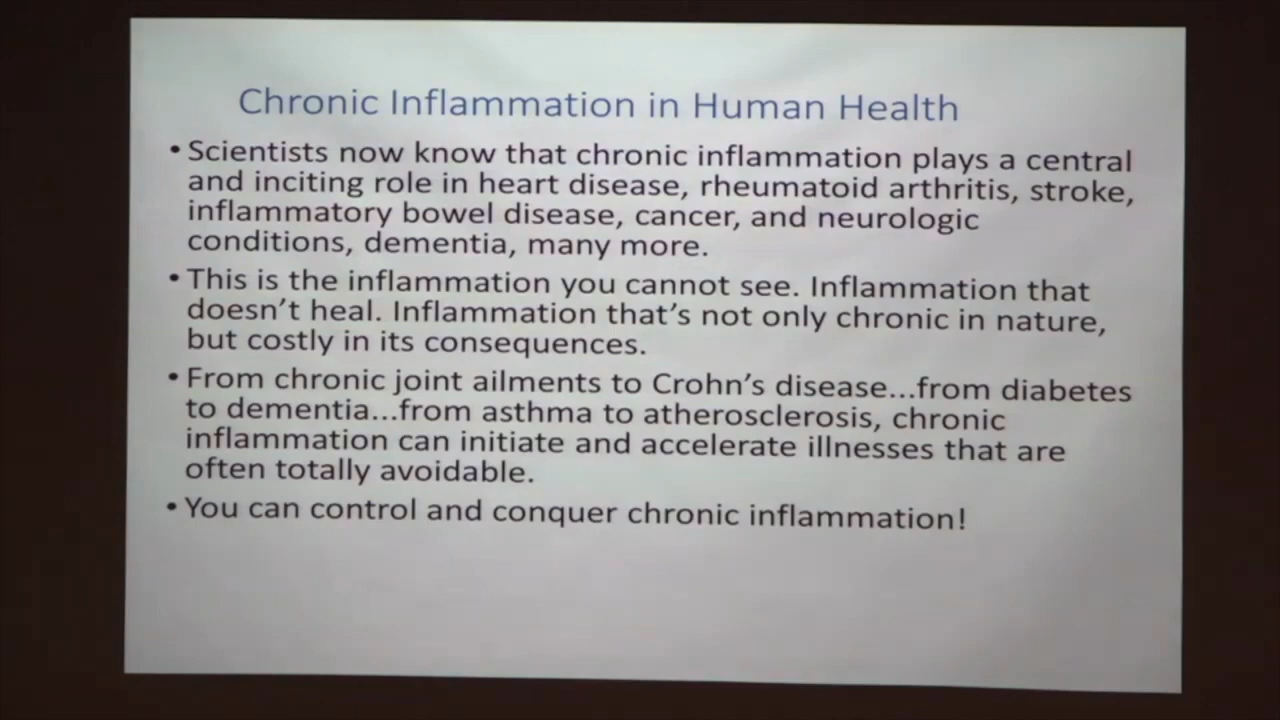 Chronic Inflammation in Human Health
• Scientists now know that chronic inflammation plays a central
and inciting role in heart disease, rheumatoid arthritis, stroke,
inflammatory bowel disease, cancer, and neurologic
conditions, dementia, many more.
• This is the inflammation you cannot see. Inflammation that
doesn’t heal. Inflammation that’s not only chronic in nature,
but costly in its consequences.
• From chronic joint ailments to Crohn’s disease...from diabetes
to dementia...from asthma to atherosclerosis, chronic
inflammation can initiate and accelerate illnesses that are
often totally avoidable.
• You can control and conquer chronic inflammation!